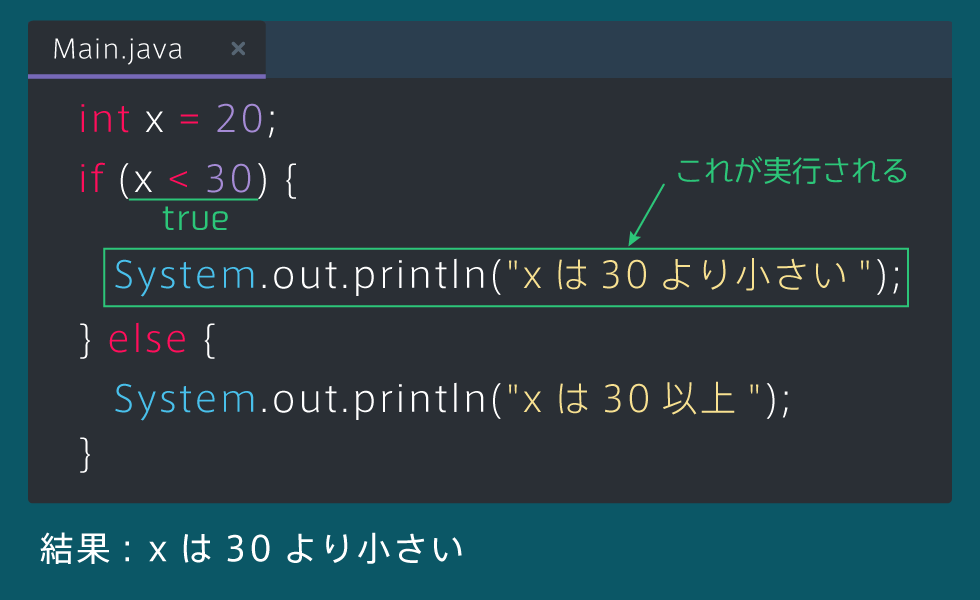 Main.java ×
int x = 20;
if (x < 30) {
これが実行される
true
System.out.println("x は 30 より小さい ");
} else {
System.out.println("x は 30 以上 ");
}
結果 : x は 30 より小さい